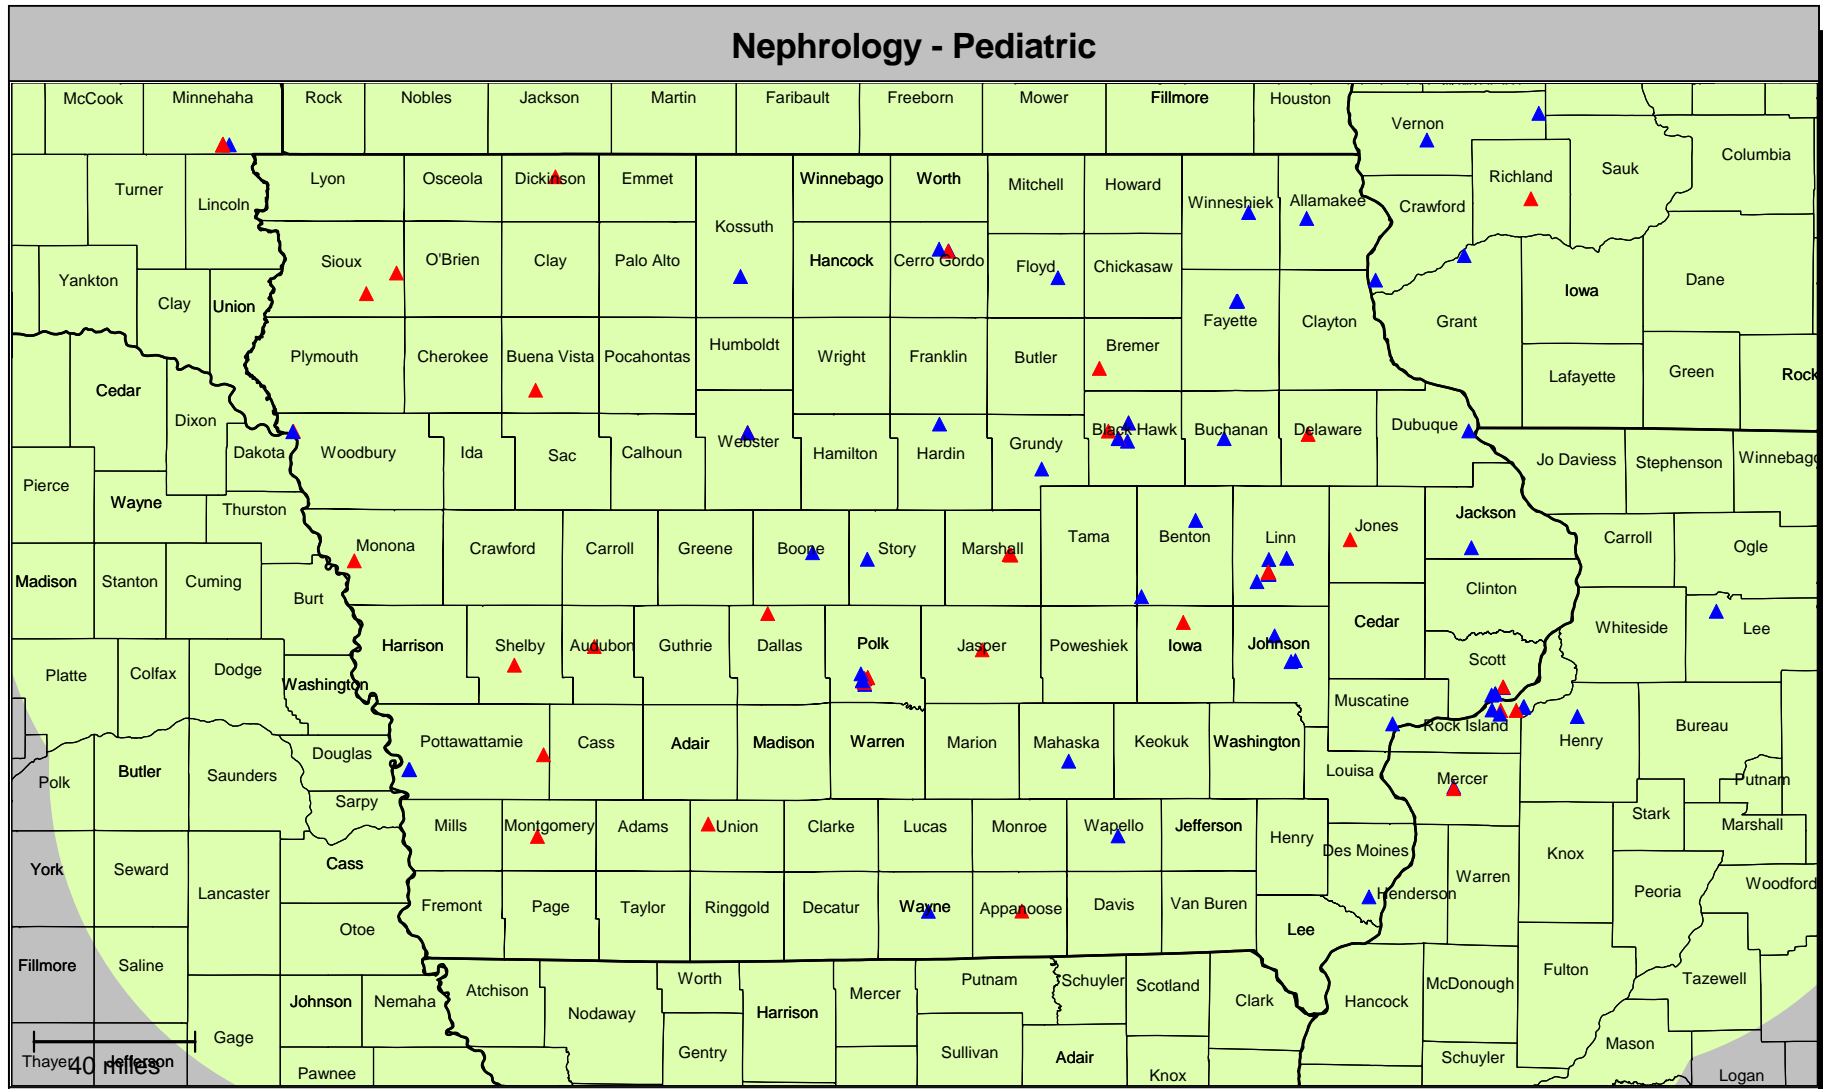 Nephrology - Pediatric
McCook Minnehaha Rock Nobles Jackson Martin Faribault Freeborn Mower Fillmore Houston
Vernon
Turner Lincoln Lyon Osceola Dickinson Emmet Kossuth Winnebago Worth Mitchell Howard Winneshiek Allamakee Crawford Richland Sauk Columbia
Yankton Clay Union Sioux O'Brien Clay Palo Alto Hancock Cerro Gordo Floyd Chickasaw Fayette Clayton Grant Iowa Dane
Cedar Dixon Plymouth Cherokee Buena Vista Pocahontas Humboldt Wright Franklin Butler Bremer Lafayette Green Rock
Pierce Wayne Dakota Woodbury Ida Sac Calhoun Webster Hamilton Hardin Grundy Black Hawk Buchanan Delaware Dubuque Jo Daviess Stephenson Winnebago
Thurston
Madison Stanton Cuming Burt Monona Crawford Carroll Greene Boone Story Marshall Tama Benton Linn Jones Jackson Clinton Carroll Ogle
Platte Colfax Dodge Washington Harrison Shelby Audubon Guthrie Dallas Polk Jasper Poweshiek Iowa Johnson Cedar Scott Whiteside Lee
Muscatine Rock Island
Polk Butler Saunders Douglas Sarpy Pottawattamie Cass Adair Madison Warren Marion Mahaska Keokuk Washington Louisa Mercer Henry Bureau Putnam
York Seward Lancaster Cass Mills Montgomery Adams Union Clarke Lucas Monroe Wapello Jefferson Henry Des Moines Warren Knox Stark Marshall Peoria Woodford
Otoe Fremont Page Taylor Ringgold Decatur Wayne Appanoose Davis Van Buren Lee Henderson
Fillmore Saline Johnson Nemaha Atchison Nodaway Worth Harrison Mercer Putnam Schuyler Scotland Clark Hancock McDonough Fulton Tazewell
Gage Gentry Sullivan Adair Schuyler Mason
Thayer Jefferson Pawnee Knox Logan
40 miles